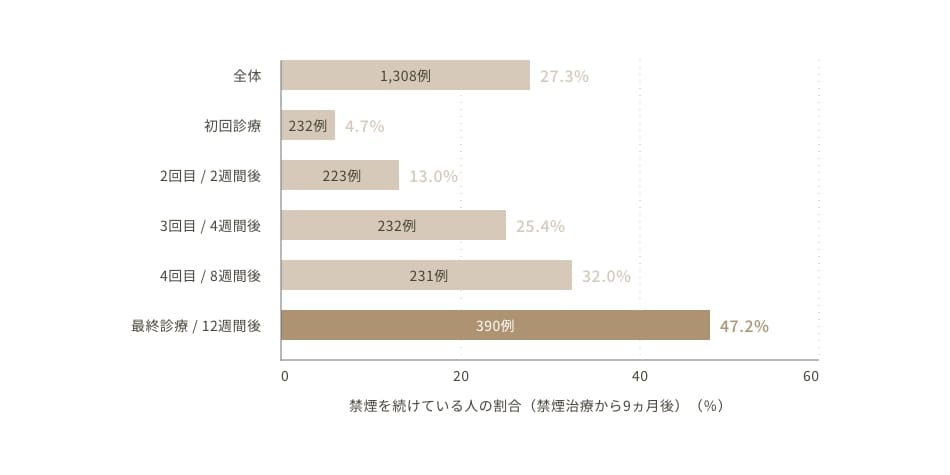 全体 1,308例 27.3%
初回診療 232例 4.7%
2回目 / 2週間後 223例 13.0%
3回目 / 4週間後 232例 25.4%
4回目 / 8週間後 231例 32.0%
最終診療 / 12週間後 390例 47.2%
0 20 40 60
禁煙を続けている人の割合（禁煙治療から9ヵ月後）（%）